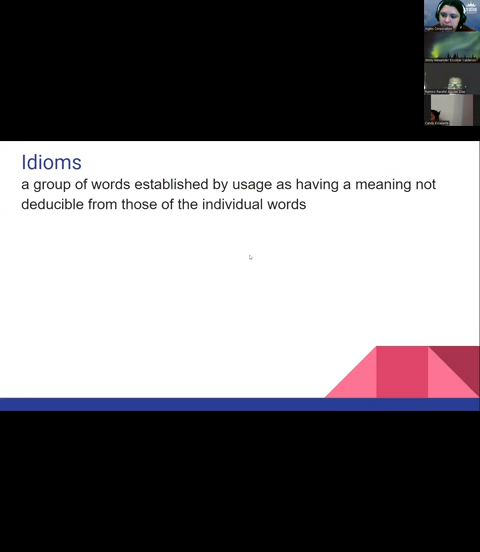 Idioms
a group of words established by usage as having a meaning not
deducible from those of the individual words